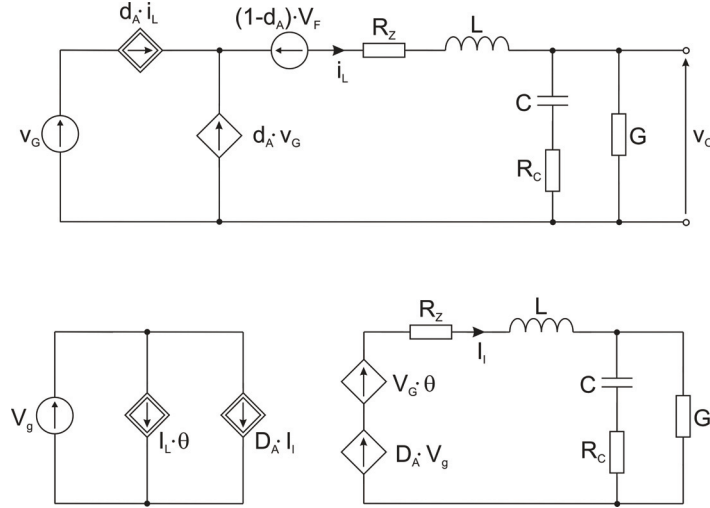 d_A·i_L
(1-d_A)·V_F
R_Z
L
i_L
v_G
d_A·v_G
C
R_C
G
v_O
V_g
I_L·θ
D_A·I_l
R_Z
I_l
L
V_G·θ
D_A·V_g
C
R_C
G